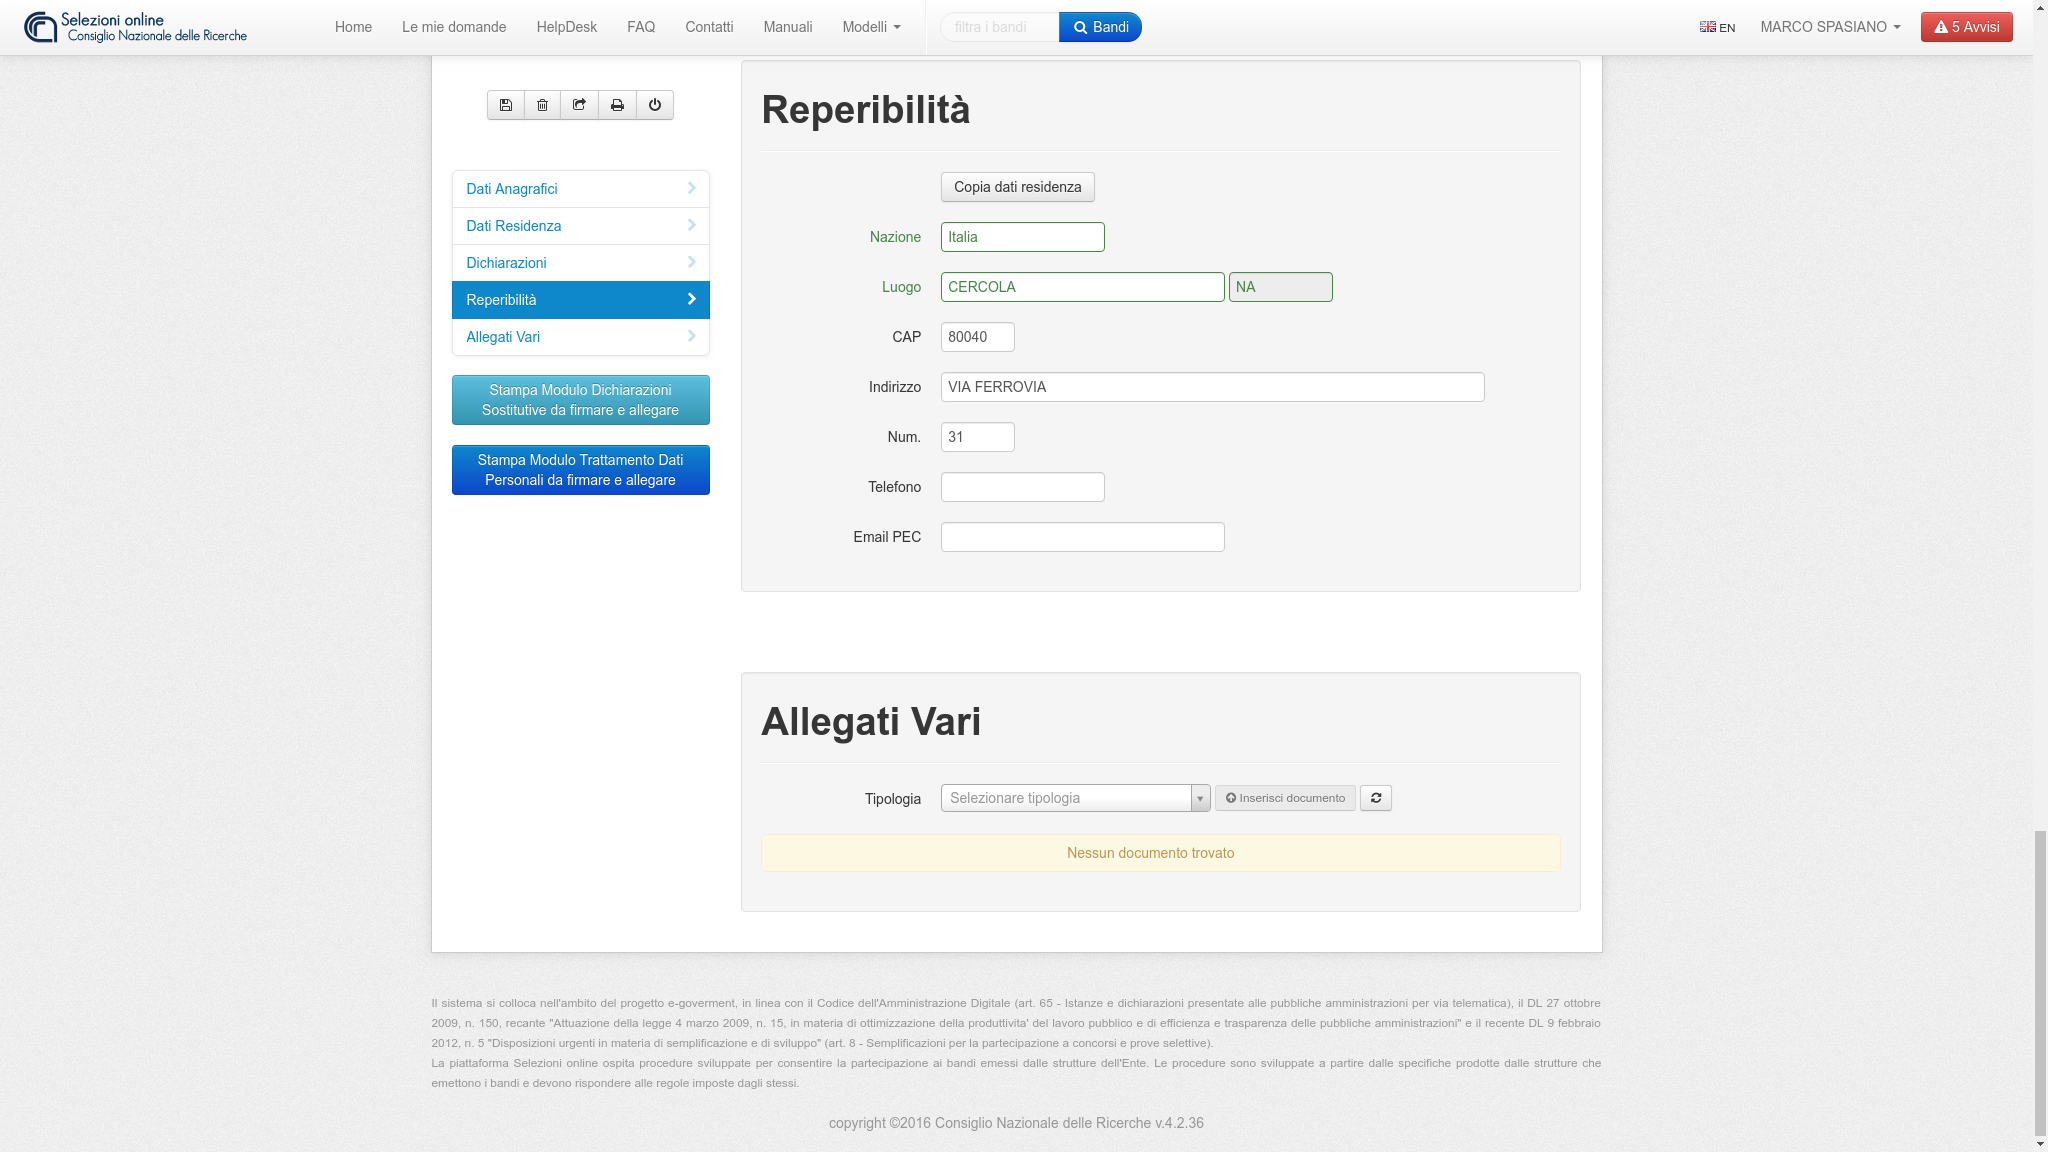 Selezioni online
Consiglio Nazionale delle Ricerche
Home
Le mie domande
HelpDesk
FAQ
Contatti
Manuali
Modelli
filtra i bandi
Bandi
EN
MARCO SPASIANO
5 Avvisi
Dati Anagrafici
Dati Residenza
Dichiarazioni
Reperibilità
Allegati Vari
Stampa Modulo Dichiarazioni
Sostitutive da firmare e allegare
Stampa Modulo Trattamento Dati
Personali da firmare e allegare
Reperibilità
Copia dati residenza
Nazione Italia
Luogo CERCOLA NA
CAP 80040
Indirizzo VIA FERROVIA
Num. 31
Telefono
Email PEC
Allegati Vari
Tipologia Selezionare tipologia Inserisci documento
Nessun documento trovato
Il sistema si colloca nell'ambito del progetto e-goverment, in linea con il Codice dell'Amministrazione Digitale (art. 65 - Istanze e dichiarazioni presentate alle pubbliche amministrazioni per via telematica), il DL 27 ottobre
2009, n. 150, recante "Attuazione della legge 4 marzo 2009, n. 15, in materia di ottimizzazione della produttivita' del lavoro pubblico e di efficienza e trasparenza delle pubbliche amministrazioni" e il recente DL 9 febbraio
2012, n. 5 "Disposizioni urgenti in materia di semplificazione e di sviluppo" (art. 8 - Semplificazioni per la partecipazione a concorsi e prove selettive).
La piattaforma Selezioni online ospita procedure sviluppate per consentire la partecipazione ai bandi emessi dalle strutture dell'Ente. Le procedure sono sviluppate a partire dalle specifiche prodotte dalle strutture che
emettono i bandi e devono rispondere alle regole imposte dagli stessi.
copyright ©2016 Consiglio Nazionale delle Ricerche v.4.2.36